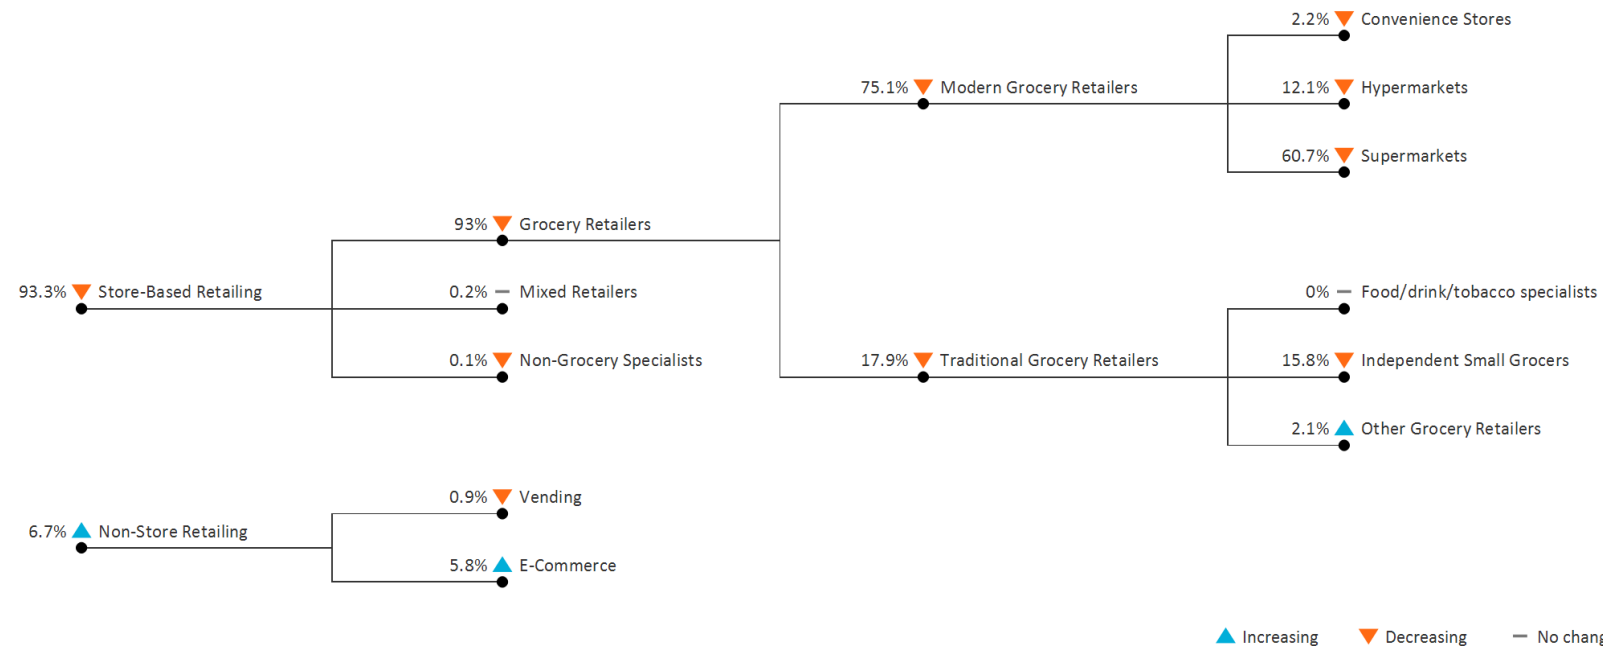 2.2% Convenience Stores
75.1% Modern Grocery Retailers
12.1% Hypermarkets
60.7% Supermarkets
93% Grocery Retailers
93.3% Store-Based Retailing
0.2% Mixed Retailers
0% Food/drink/tobacco specialists
0.1% Non-Grocery Specialists
17.9% Traditional Grocery Retailers
15.8% Independent Small Grocers
2.1% Other Grocery Retailers
0.9% Vending
6.7% Non-Store Retailing
5.8% E-Commerce
Increasing Decreasing No chang